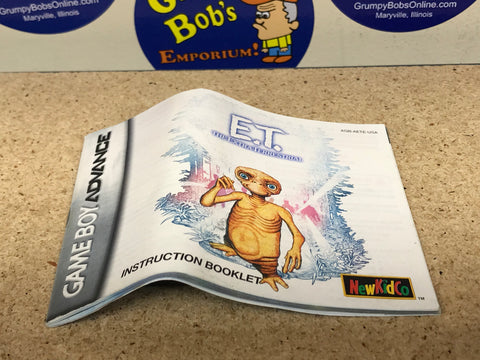 GrumpyBobsOnline.com
Maryville, Illinois
Bob's
EMPORIUM!
GrumpyBobsOnline.com
Maryville, Illinois
GAME BOY ADVANCE
AGB-AETE-USA
E.T.
THE EXTRA-TERRESTRIAL
INSTRUCTION BOOKLET
NewKidCo
TM